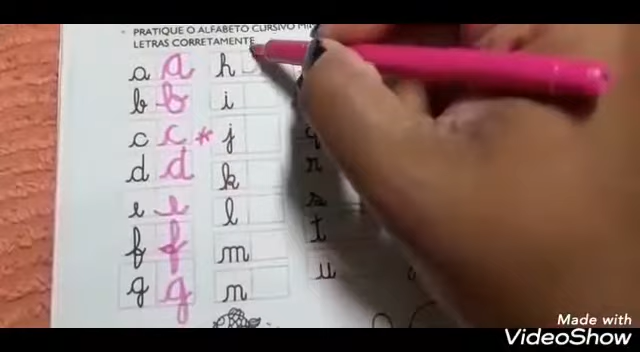 PRATIQUE O ALFABETO CURSIVO
LETRAS CORRETAMENTE
a a h
b b i
c c * j q
d d k r
e e l s
f f m t
g g n u
Made with
VideoShow